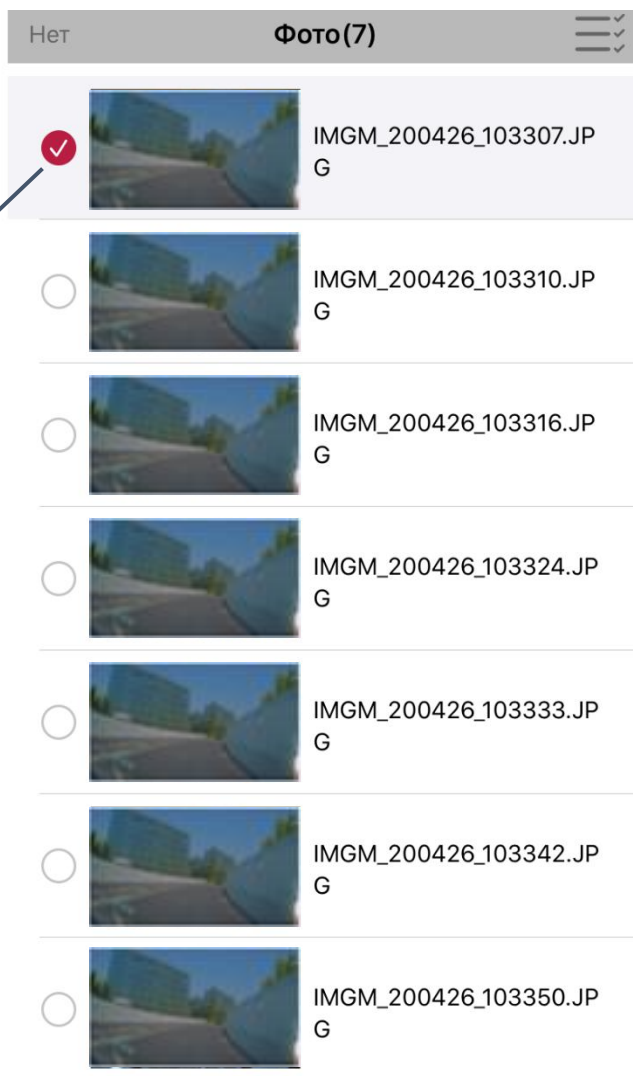 Нет
Фото(7)
IMGM_200426_103307.JP
G
IMGM_200426_103310.JP
G
IMGM_200426_103316.JP
G
IMGM_200426_103324.JP
G
IMGM_200426_103333.JP
G
IMGM_200426_103342.JP
G
IMGM_200426_103350.JP
G